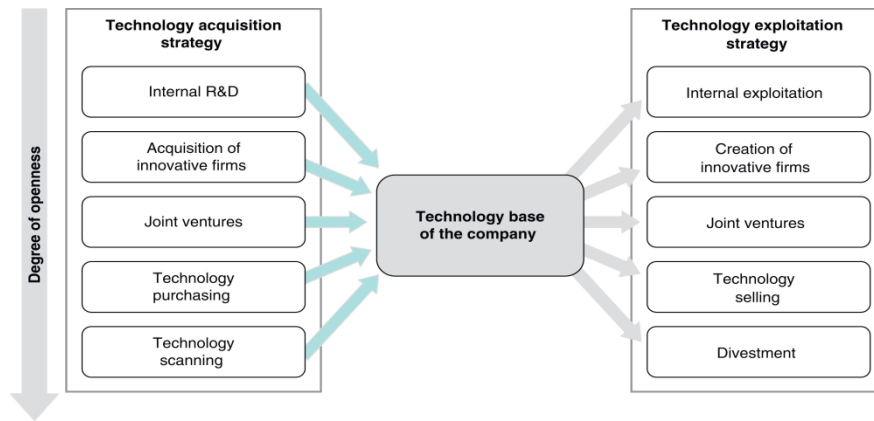 Degree of openness
Technology acquisition
strategy
Internal R&D
Acquisition of
innovative firms
Joint ventures
Technology
purchasing
Technology
scanning
Technology base
of the company
Technology exploitation
strategy
Internal exploitation
Creation of
innovative firms
Joint ventures
Technology
selling
Divestment